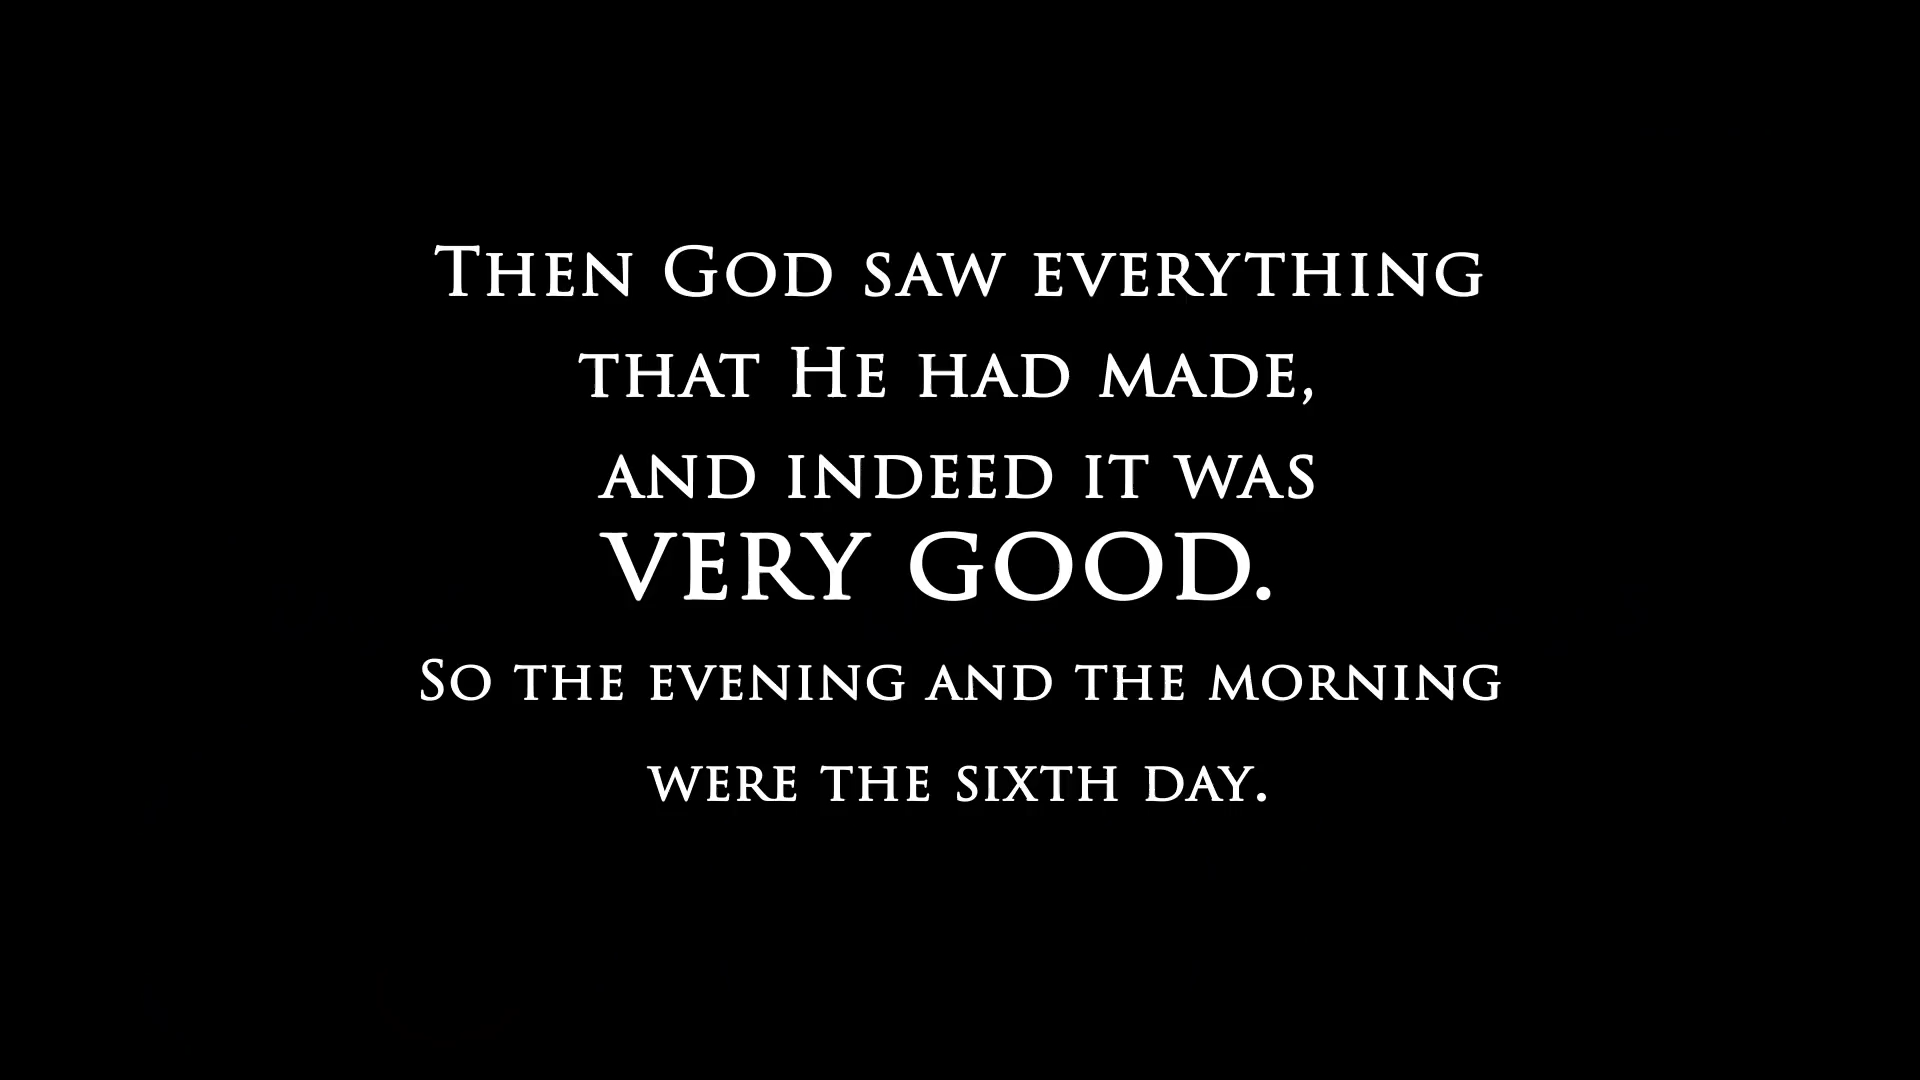 Then God saw everything
that He had made,
and indeed it was
VERY GOOD.
So the evening and the morning
were the sixth day.